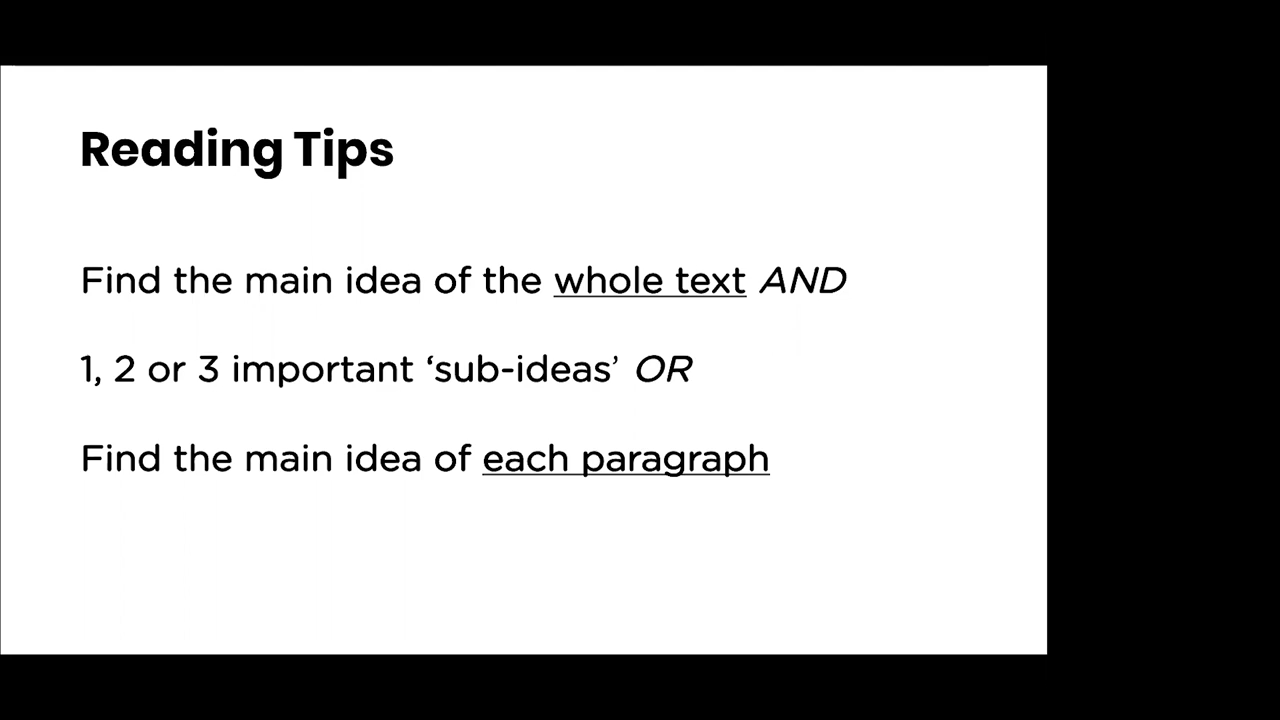 Reading Tips
Find the main idea of the whole text AND
1, 2 or 3 important ‘sub-ideas’ OR
Find the main idea of each paragraph